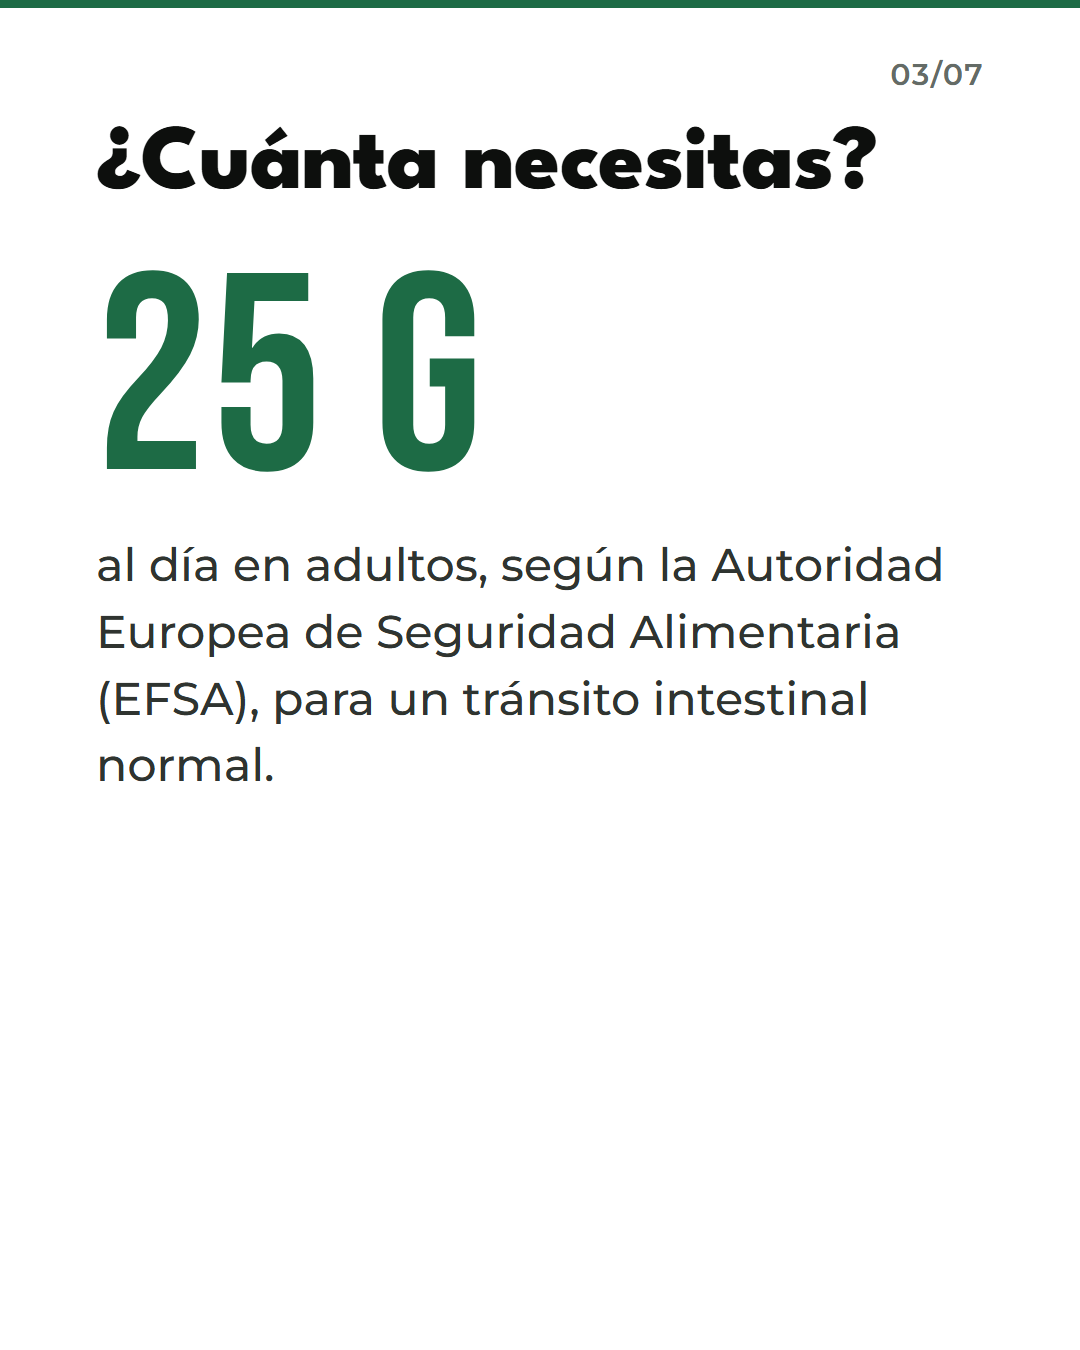 03/07
¿Cuánta necesitas?
25 G
al día en adultos, según la Autoridad
Europea de Seguridad Alimentaria
(EFSA), para un tránsito intestinal
normal.